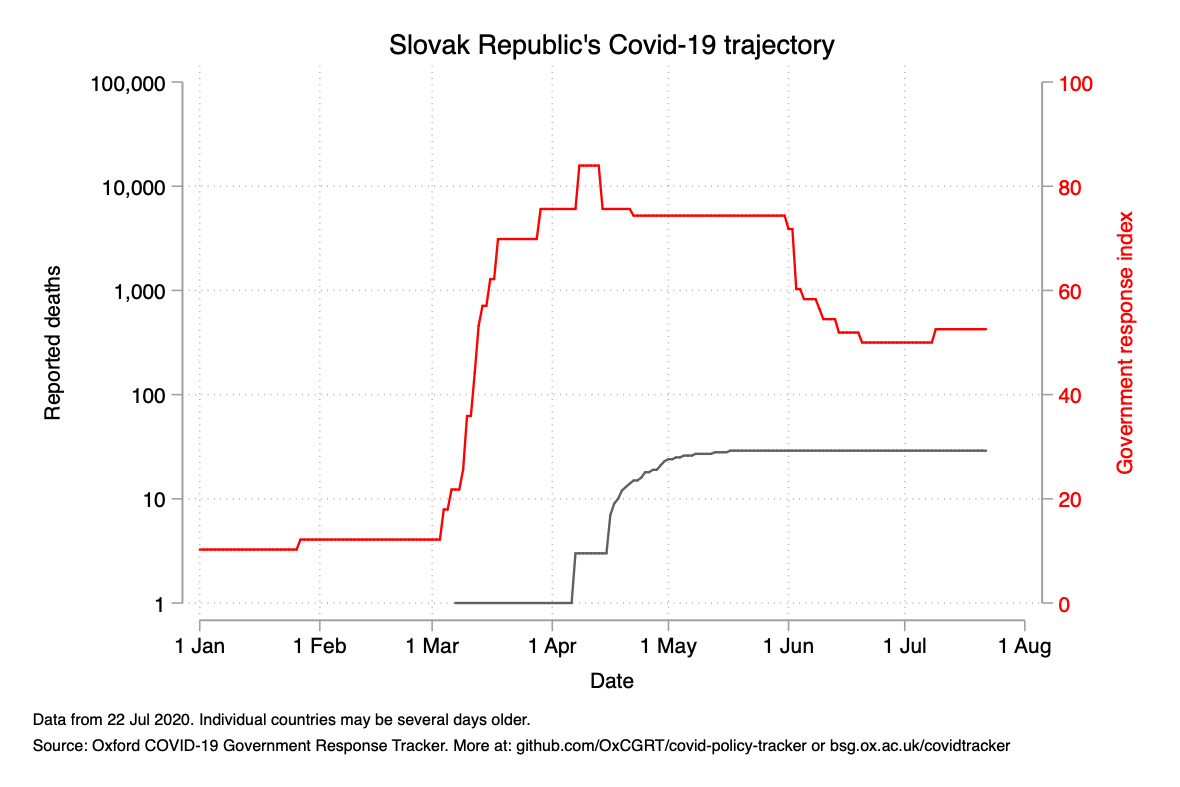 Slovak Republic's Covid-19 trajectory
100,000
10,000
1,000
100
10
1
Reported deaths
100
80
60
40
20
0
Government response index
1 Jan 1 Feb 1 Mar 1 Apr 1 May 1 Jun 1 Jul 1 Aug
Date
Data from 22 Jul 2020. Individual countries may be several days older.
Source: Oxford COVID-19 Government Response Tracker. More at: github.com/OxCGRT/covid-policy-tracker or bsg.ox.ac.uk/covidtracker